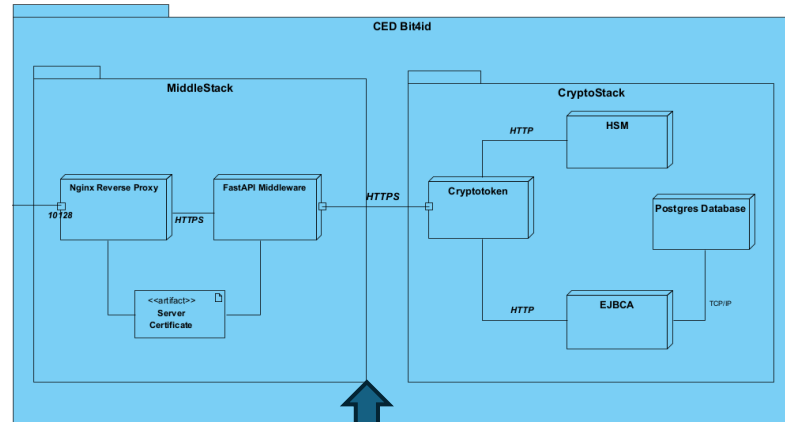 CED Bit4id
MiddleStack
CryptoStack
HTTP
HSM
Nginx Reverse Proxy
FastAPI Middleware
Cryptotoken
HTTPS
Postgres Database
10128
HTTPS
<<artifact>>
Server
Certificate
HTTP
EJBCA
TCP/IP